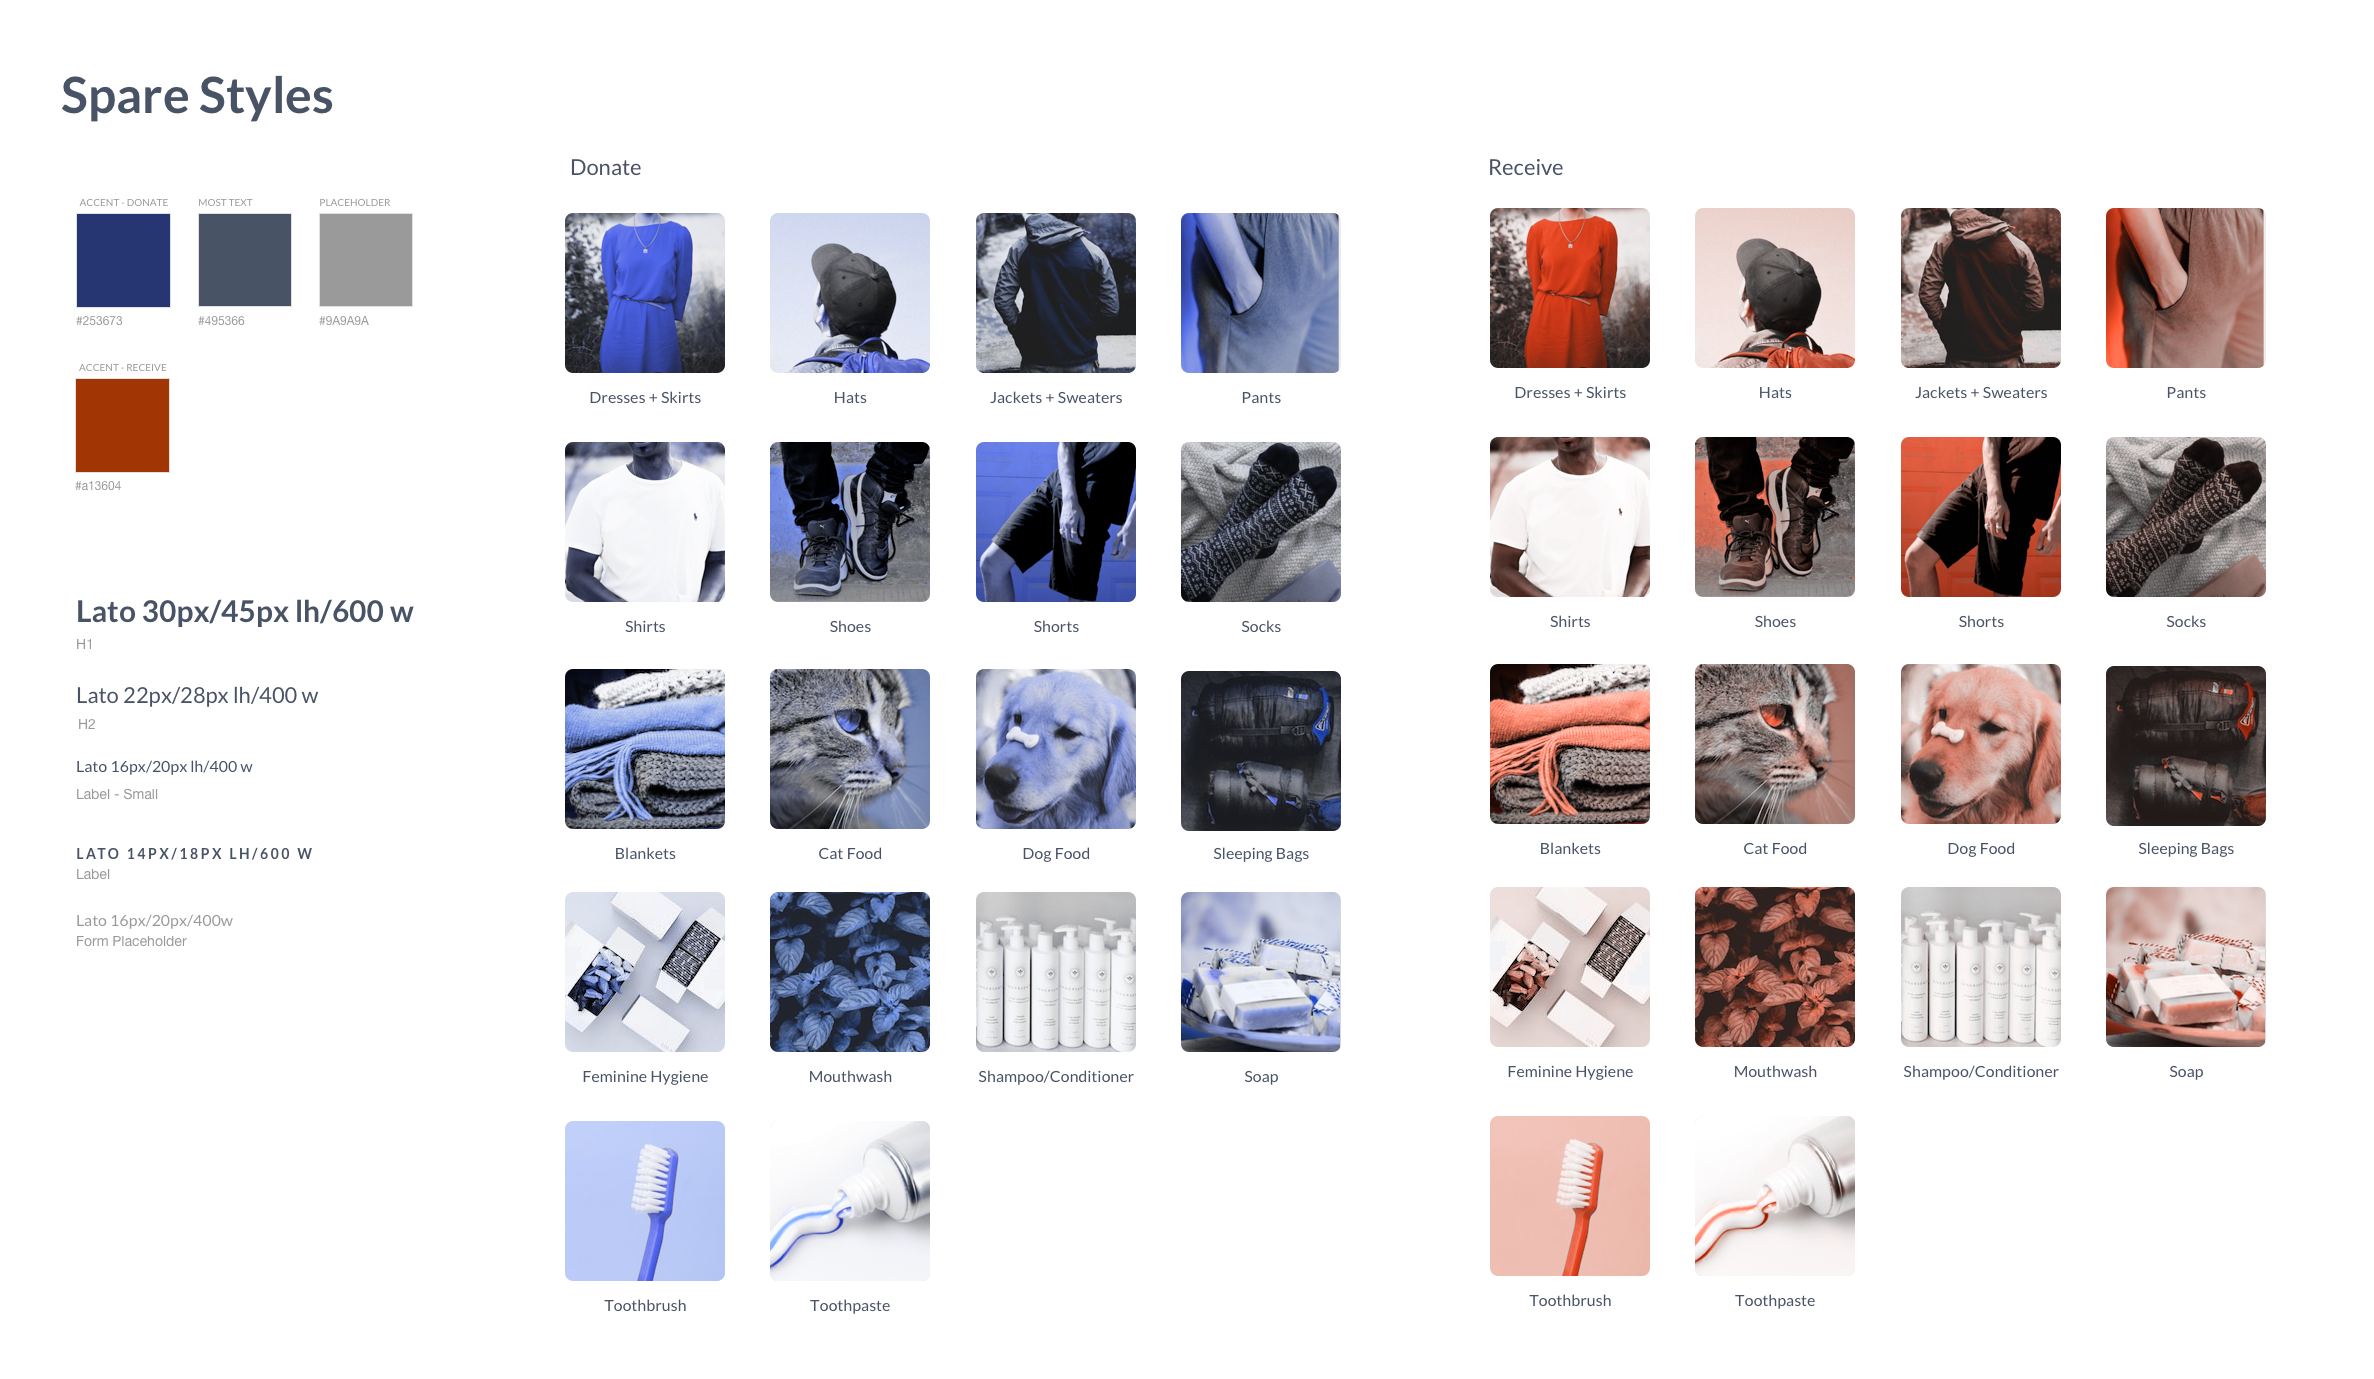 Spare Styles
ACCENT - DONATE
MOST TEXT
PLACEHOLDER
#253673
#495366
#9A9A9A
ACCENT - RECEIVE
#a13604
Lato 30px/45px lh/600 w
H1
Lato 22px/28px lh/400 w
H2
Lato 16px/20px lh/400 w
Label - Small
LATO 14PX/18PX LH/600 W
Label
Lato 16px/20px/400w
Form Placeholder
Donate
Dresses + Skirts
Hats
Jackets + Sweaters
Pants
Shirts
Shoes
Shorts
Socks
Blankets
Cat Food
Dog Food
Sleeping Bags
Feminine Hygiene
Mouthwash
Shampoo/Conditioner
Soap
Toothbrush
Toothpaste
Receive
Dresses + Skirts
Hats
Jackets + Sweaters
Pants
Shirts
Shoes
Shorts
Socks
Blankets
Cat Food
Dog Food
Sleeping Bags
Feminine Hygiene
Mouthwash
Shampoo/Conditioner
Soap
Toothbrush
Toothpaste